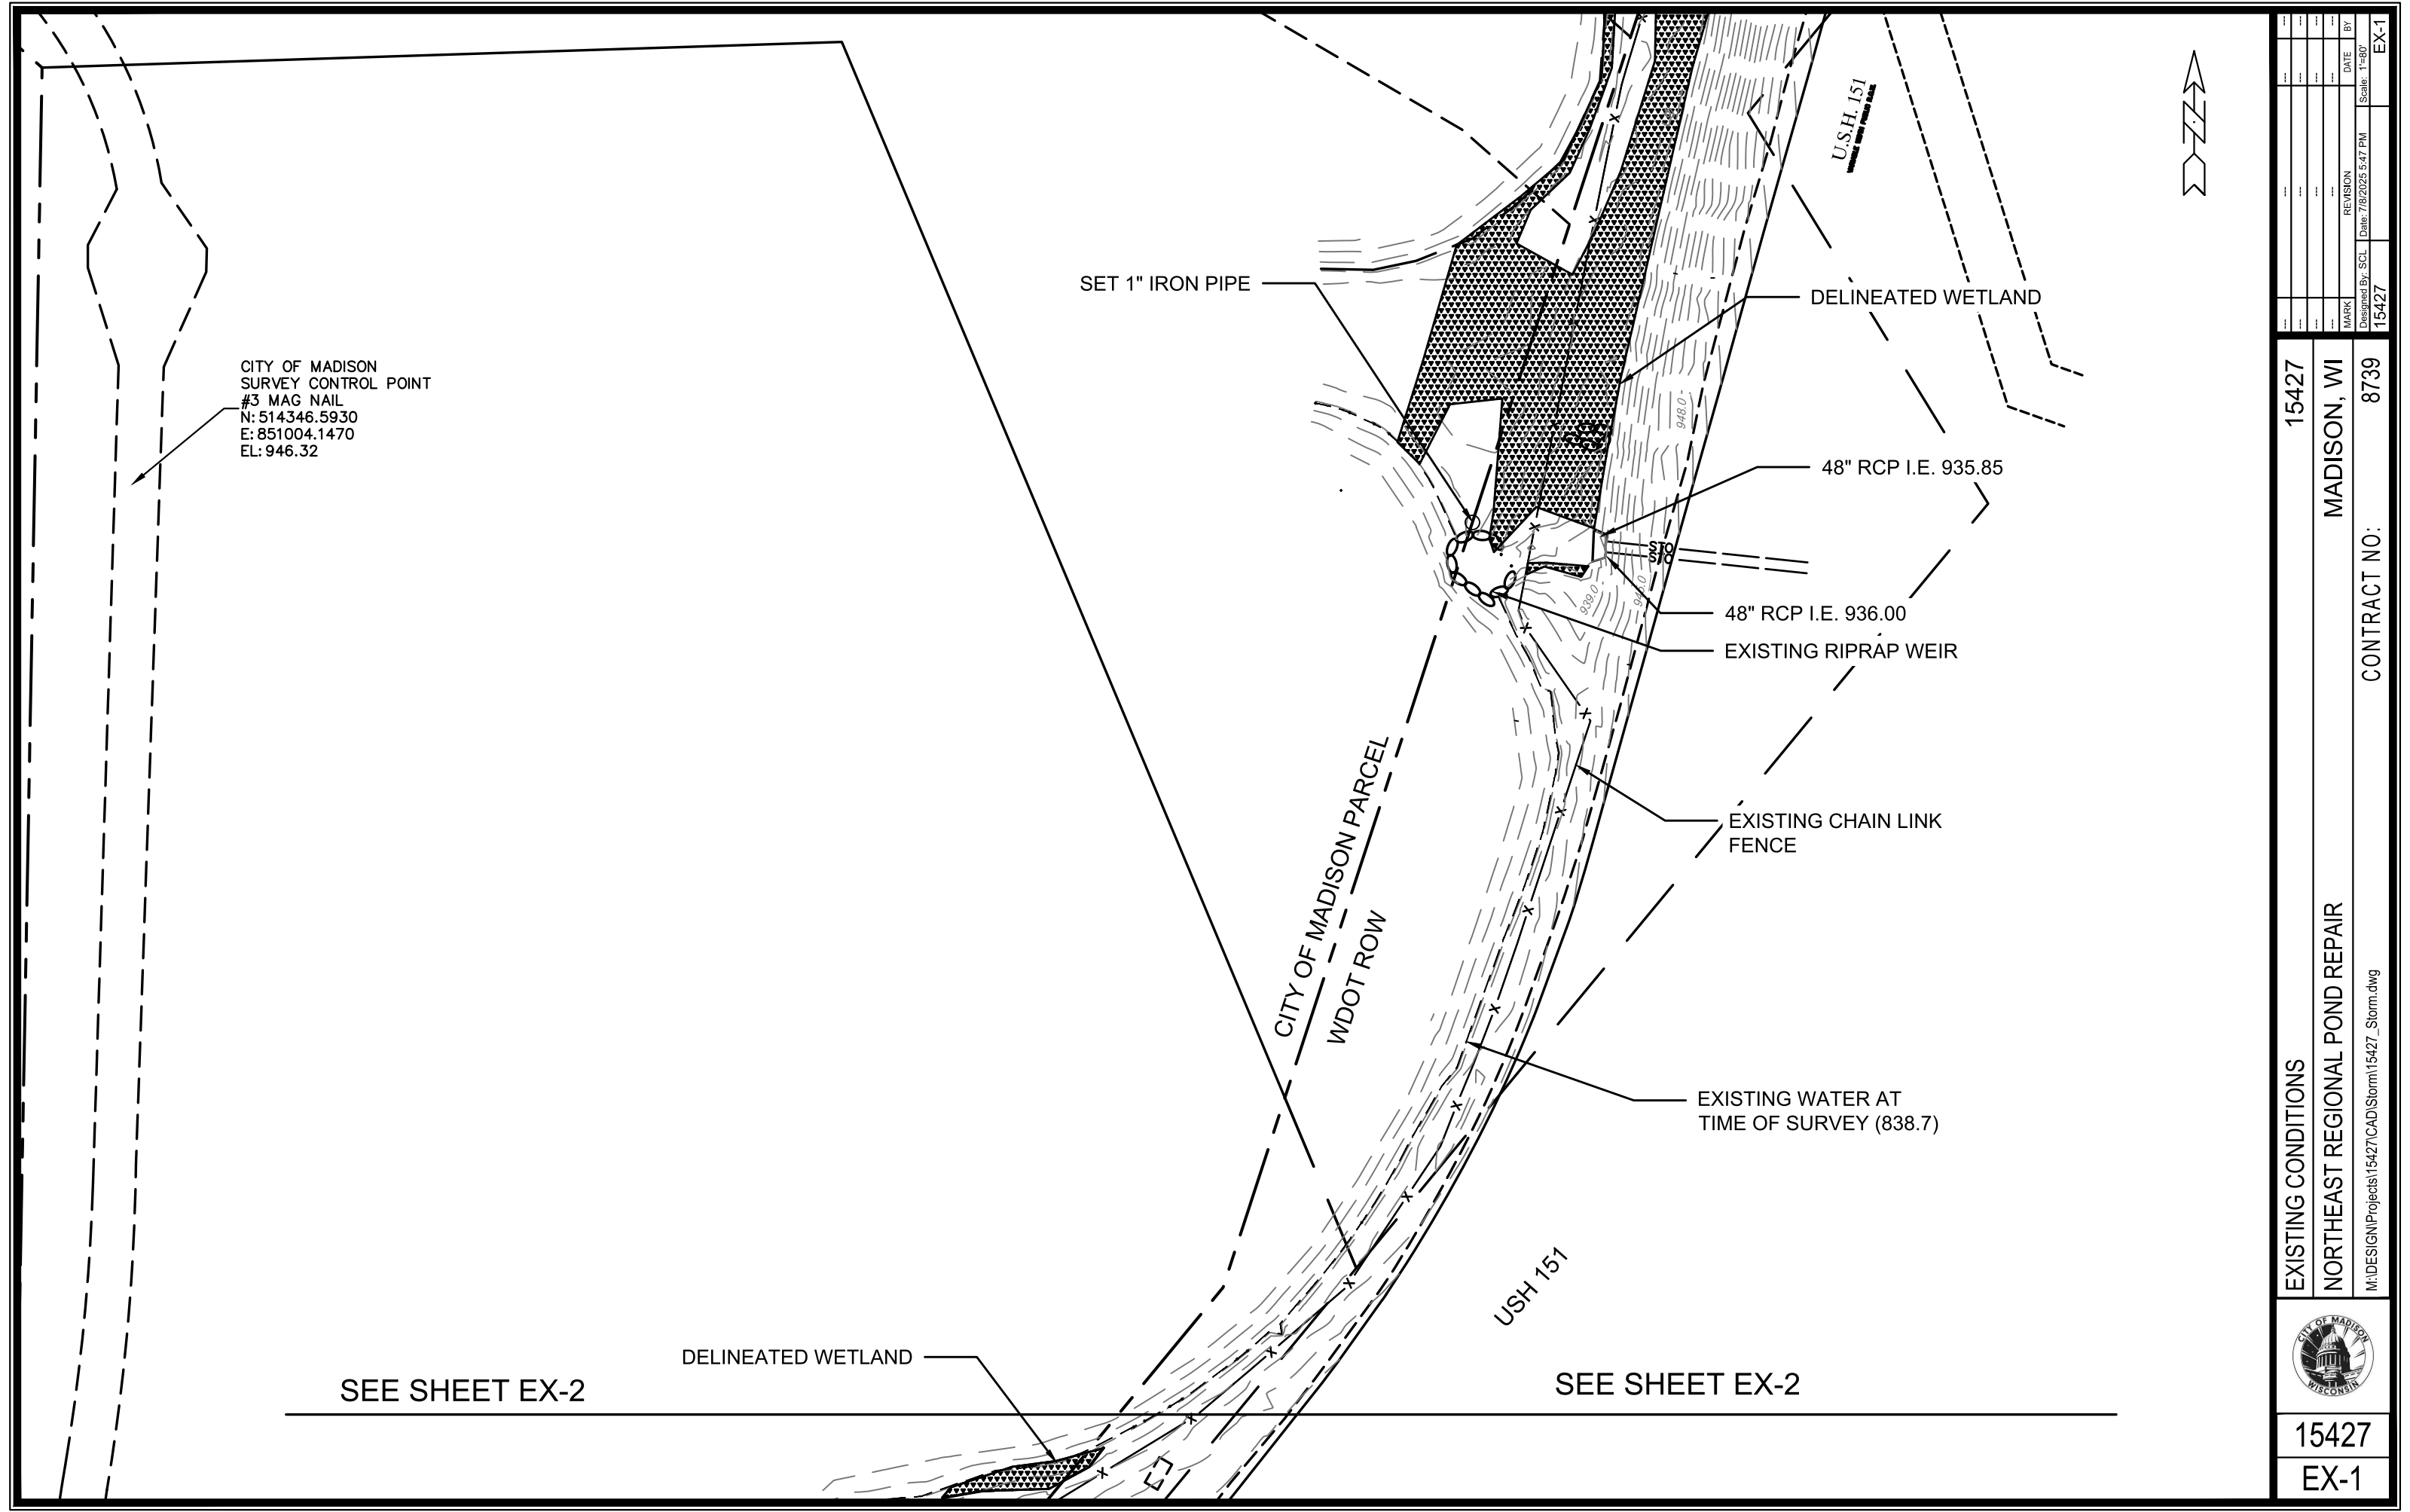 SET 1" IRON PIPE
U.S.H. 151
DELINEATED WETLAND
CITY OF MADISON
SURVEY CONTROL POINT
#3 MAG NAIL
N: 514346.5930
E: 851004.1470
EL: 946.32
948.0
48" RCP I.E. 935.85
STO
STO
939.0
48" RCP I.E. 936.00
EXISTING RIPRAP WEIR
EXISTING CHAIN LINK
FENCE
CITY OF MADISON PARCEL
WDOT ROW
EXISTING WATER AT
TIME OF SURVEY (838.7)
USH 151
DELINEATED WETLAND
SEE SHEET EX-2
SEE SHEET EX-2
N
MARK
REVISION
DATE
BY
Designed By: SCL
Date: 7/8/2025 5:47 PM
Scale: 1"=80'
15427
EX-1
EXISTING CONDITIONS
15427
NORTHEAST REGIONAL POND REPAIR
MADISON, WI
M:\DESIGN\Projects\15427\CAD\Storm\15427_Storm.dwg
CONTRACT NO:
8739
CITY OF MADISON
WISCONSIN
15427
EX-1